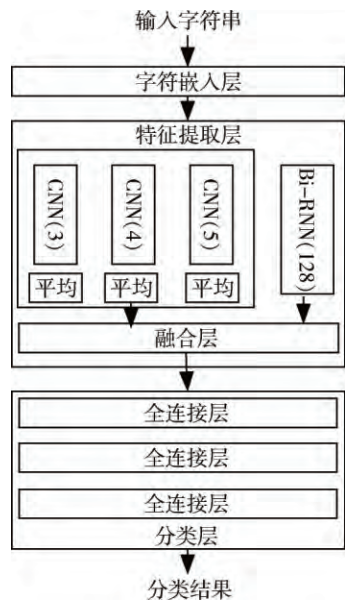 输入字符串
字符嵌入层
特征提取层
CNN(3)
CNN(4)
CNN(5)
Bi-RNN(128)
平均
平均
平均
融合层
全连接层
全连接层
全连接层
分类层
分类结果